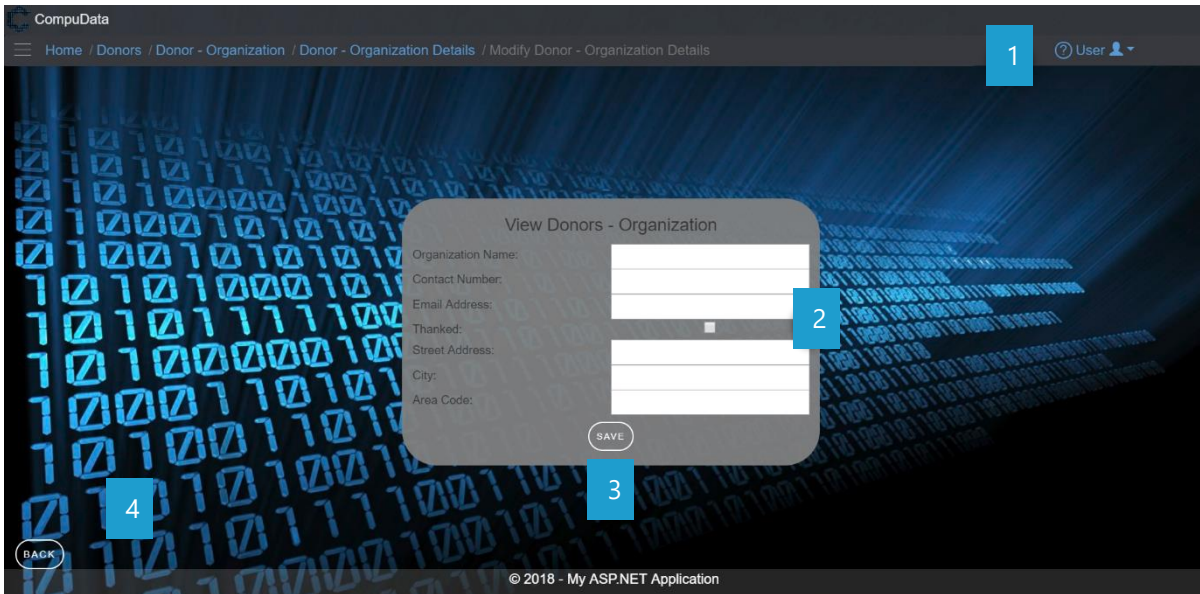 CompuData
Home / Donors / Donor - Organization / Donor - Organization Details / Modify Donor - Organization Details
1
? User
View Donors - Organization
Organization Name:
Contact Number:
Email Address:
2
Thanked:
Street Address:
City:
Area Code:
SAVE
3
4
BACK
© 2018 - My ASP.NET Application